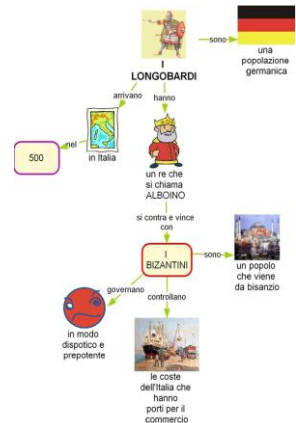 sono
una
popolazione
germanica
I
LONGOBARDI
arrivano
hanno
500
nel
in Italia
un re che
si chiama
ALBOINO
si contra e vince
con
I
BIZANTINI
sono
un popolo
che viene
da bisanzio
governano
controllano
in modo
dispotico e
prepotente
le coste
dell'Italia che
hanno
porti per il
commercio